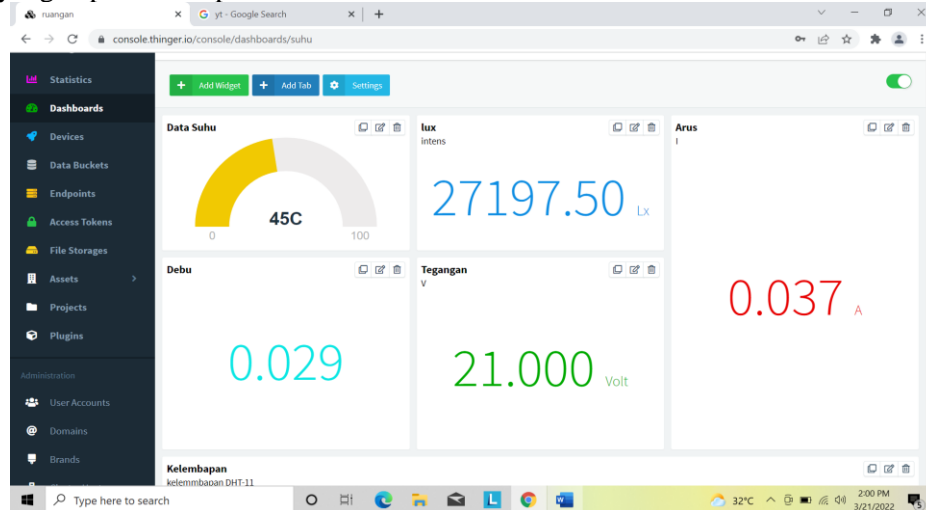 ruangan
yt - Google Search
console.thinger.io/console/dashboards/suhu
Statistics
Dashboards
Devices
Data Buckets
Endpoints
Access Tokens
File Storages
Assets
Projects
Plugins
Administration
User Accounts
Domains
Brands
Add Widget
Add Tab
Settings
Data Suhu
45C
0
100
lux
intens
27197.50 Lx
Arus
I
0.037 A
Debu
0.029
Tegangan
V
21.000 Volt
Kelembapan
kelemmbapan DHT-11
Type here to search
32°C
2:00 PM
3/21/2022
5